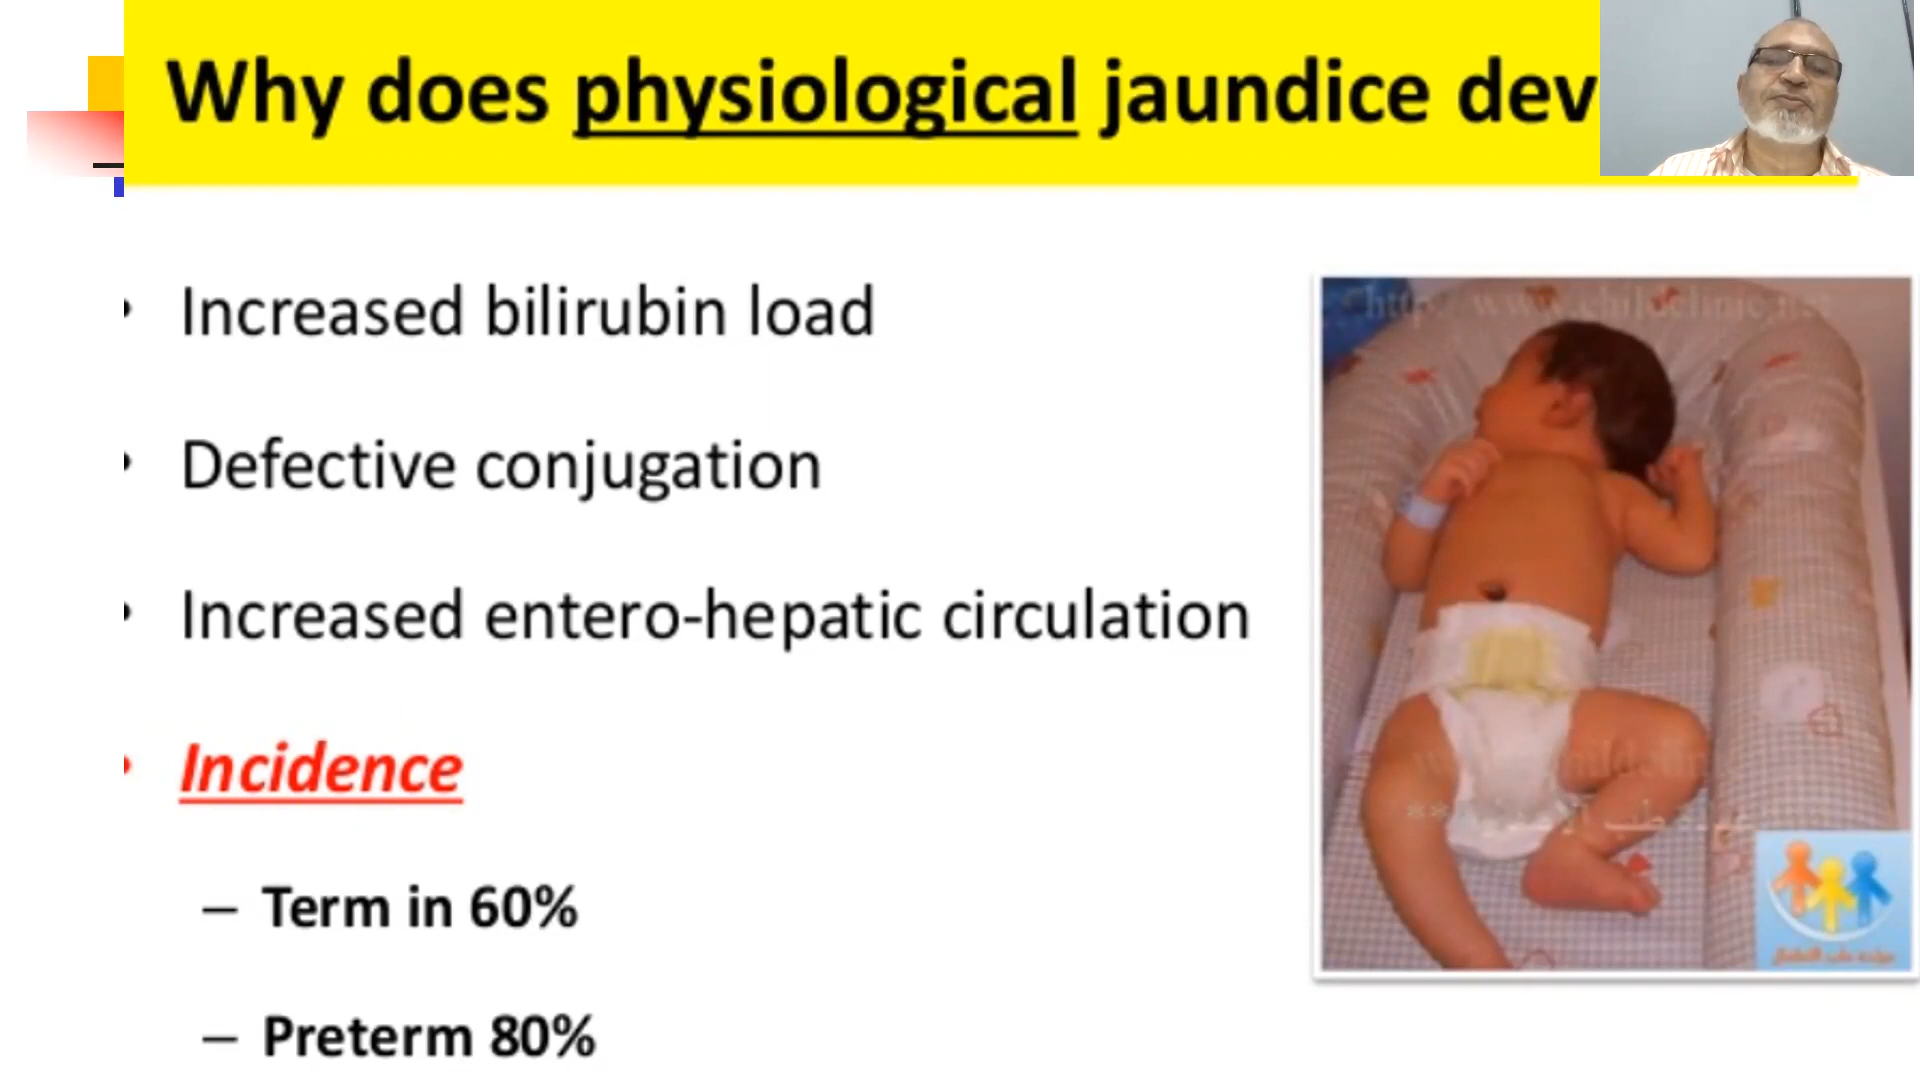 Why does physiological jaundice dev
• Increased bilirubin load
• Defective conjugation
• Increased entero-hepatic circulation
• Incidence
– Term in 60%
– Preterm 80%